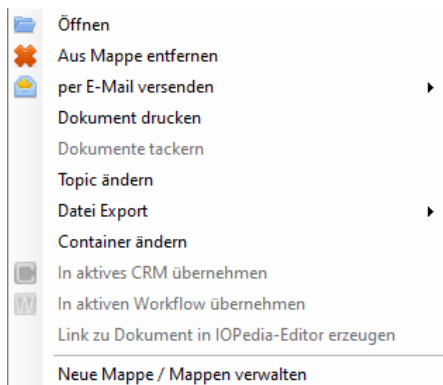 Öffnen
Aus Mappe entfernen
per E-Mail versenden
Dokument drucken
Dokumente tackern
Topic ändern
Datei Export
Container ändern
In aktives CRM übernehmen
In aktiven Workflow übernehmen
Link zu Dokument in IOPedia-Editor erzeugen
Neue Mappe / Mappen verwalten